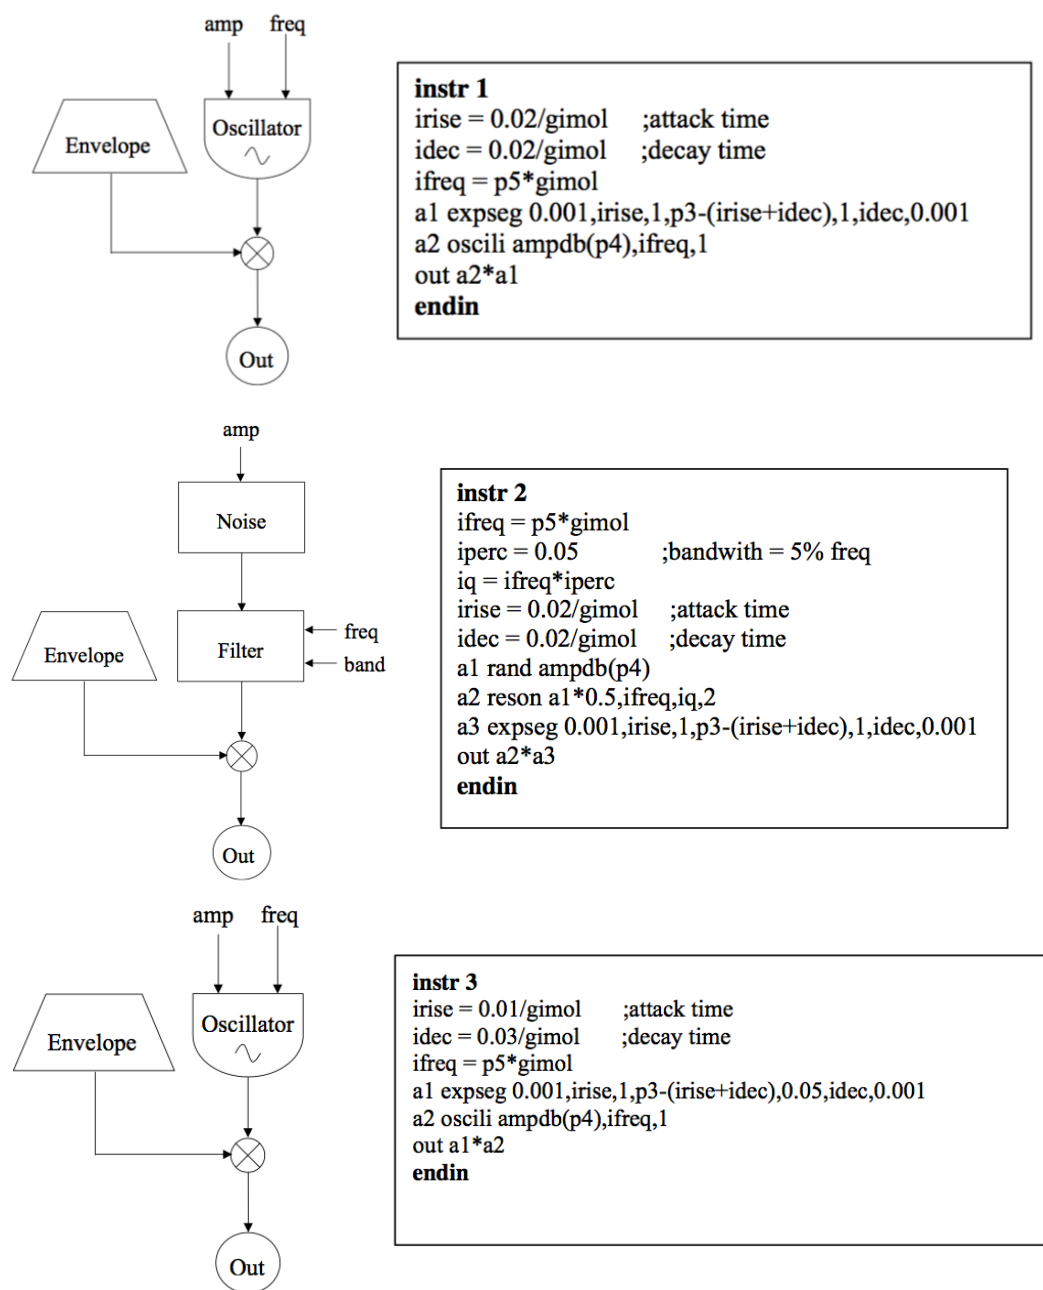 amp freq
Envelope
Oscillator
Out
instr 1
irise = 0.02/gimol ;attack time
idec = 0.02/gimol ;decay time
ifreq = p5*gimol
a1 expseg 0.001,irise,1,p3-(irise+idec),1,idec,0.001
a2 oscili ampdb(p4),ifreq,1
out a2*a1
endin
amp
Noise
Envelope
Filter
freq
band
Out
instr 2
ifreq = p5*gimol
iperc = 0.05 ;bandwith = 5% freq
iq = ifreq*iperc
irise = 0.02/gimol ;attack time
idec = 0.02/gimol ;decay time
a1 rand ampdb(p4)
a2 reson a1*0.5,ifreq,iq,2
a3 expseg 0.001,irise,1,p3-(irise+idec),1,idec,0.001
out a2*a3
endin
amp freq
Envelope
Oscillator
Out
instr 3
irise = 0.01/gimol ;attack time
idec = 0.03/gimol ;decay time
ifreq = p5*gimol
a1 expseg 0.001,irise,1,p3-(irise+idec),0.05,idec,0.001
a2 oscili ampdb(p4),ifreq,1
out a1*a2
endin